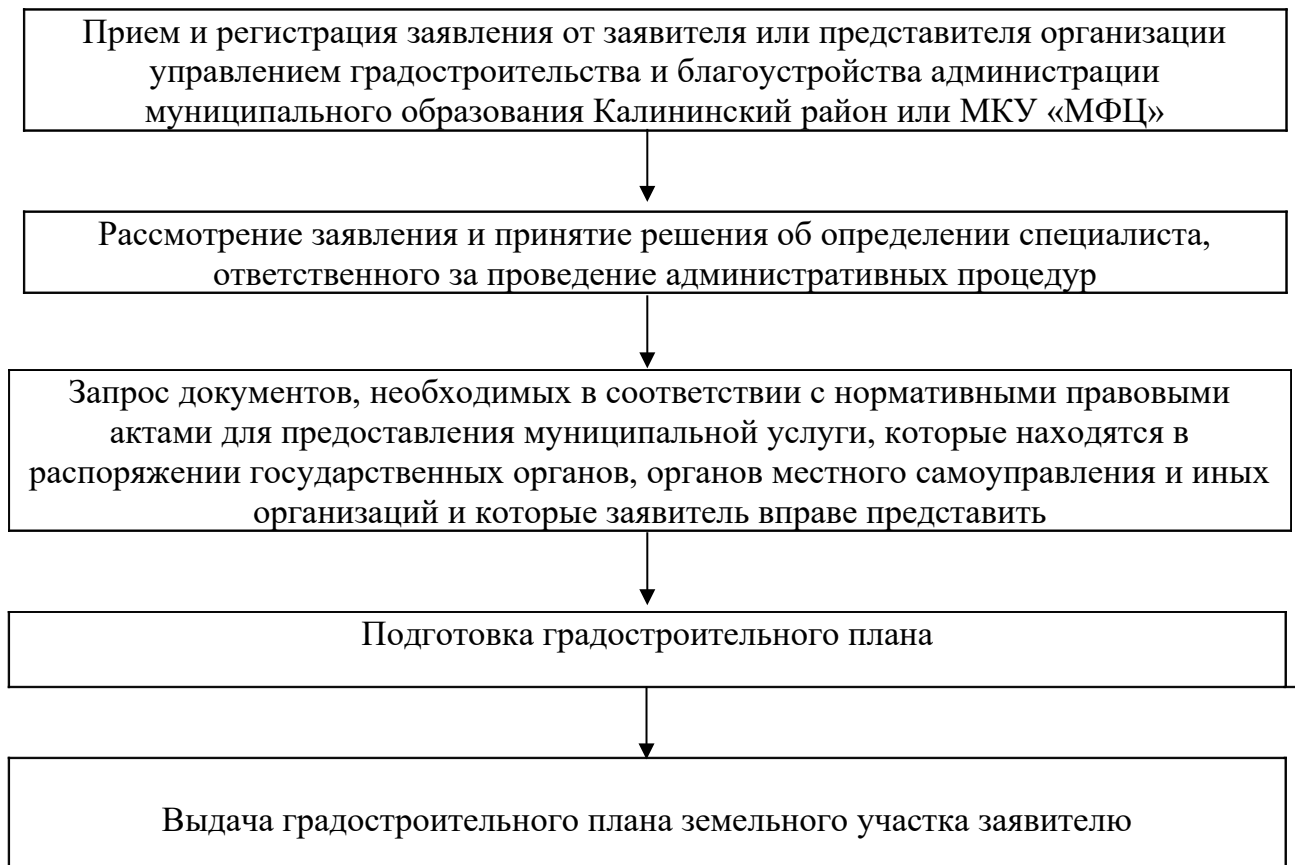 Прием и регистрация заявления от заявителя или представителя организации
управлением градостроительства и благоустройства администрации
муниципального образования Калининский район или МКУ «МФЦ»
Рассмотрение заявления и принятие решения об определении специалиста,
ответственного за проведение административных процедур
Запрос документов, необходимых в соответствии с нормативными правовыми
актами для предоставления муниципальной услуги, которые находятся в
распоряжении государственных органов, органов местного самоуправления и иных
организаций и которые заявитель вправе представить
Подготовка градостроительного плана
Выдача градостроительного плана земельного участка заявителю